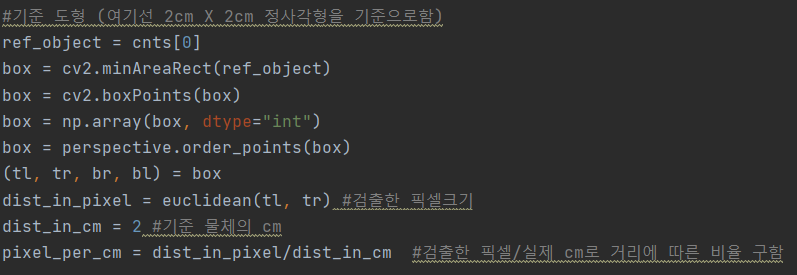 #기준 도형 (여기선 2cm X 2cm 정사각형을 기준으로함)
ref_object = cnts[0]
box = cv2.minAreaRect(ref_object)
box = cv2.boxPoints(box)
box = np.array(box, dtype="int")
box = perspective.order_points(box)
(tl, tr, br, bl) = box
dist_in_pixel = euclidean(tl, tr) #검출한 픽셀크기
dist_in_cm = 2 #기준 물체의 cm
pixel_per_cm = dist_in_pixel/dist_in_cm  #검출한 픽셀/실제 cm로 거리에 따른 비율 구함